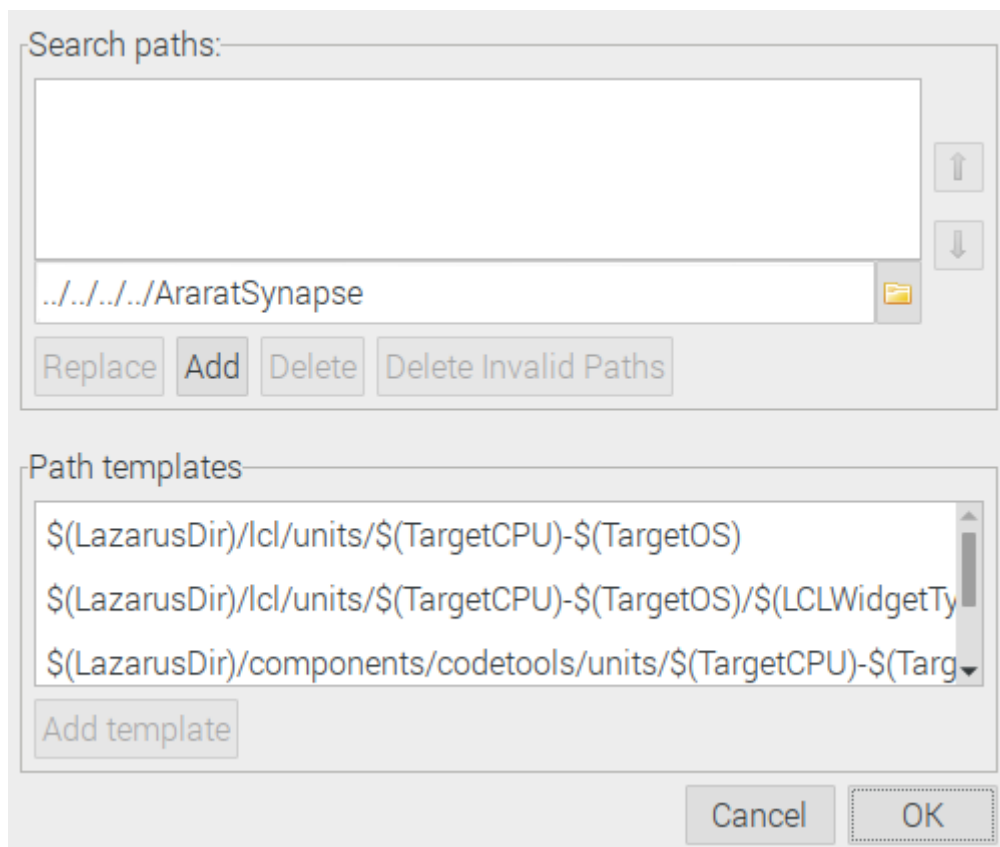 Search paths:
../../../../AraratSynapse
Replace Add Delete Delete Invalid Paths
Path templates
$(LazarusDir)/lcl/units/$(TargetCPU)-$(TargetOS)
$(LazarusDir)/lcl/units/$(TargetCPU)-$(TargetOS)/$(LCLWidgetTy
$(LazarusDir)/components/codetools/units/$(TargetCPU)-$(Targ
Add template
Cancel OK